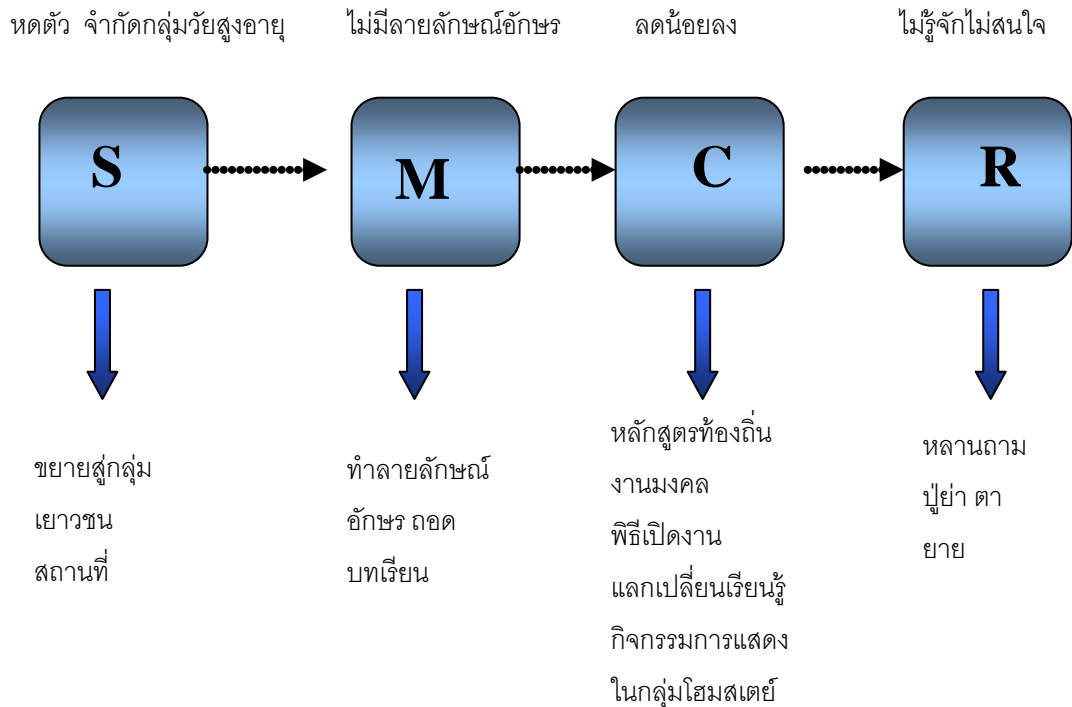 หดตัว จำกัดกลุ่มวัยสูงอายุ
ไม่มีลายลักษณ์อักษร
ลดน้อยลง
ไม่รู้จักไม่สนใจ
S
M
C
R
ขยายสู่กลุ่ม
เยาวชน
สถานที่
ทำลายลักษณ์
อักษร ถอด
บทเรียน
หลักสูตรท้องถิ่น
งานมงคล
พิธีเปิดงาน
แลกเปลี่ยนเรียนรู้
กิจกรรมการแสดง
ในกลุ่มโฮมสเตย์
หลานถาม
ปู่ย่า ตา
ยาย